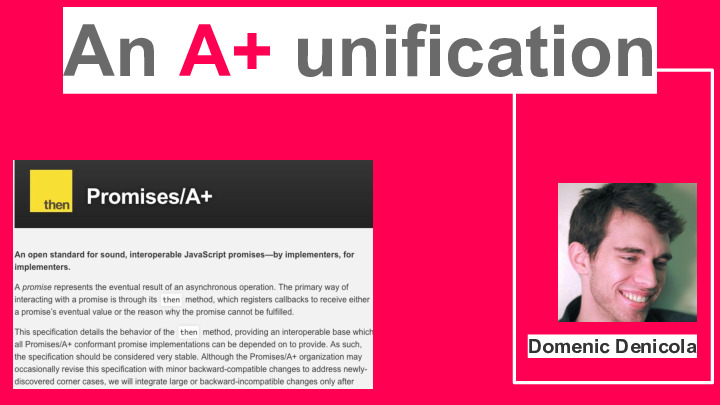 An A+ unification
then
Promises/A+
An open standard for sound, interoperable JavaScript promises—by implementers, for
implementers.
A promise represents the eventual result of an asynchronous operation. The primary way of
interacting with a promise is through its then method, which registers callbacks to receive either
a promise's eventual value or the reason why the promise cannot be fulfilled.
This specification details the behavior of the then method, providing an interoperable base which
all Promises/A+ conformant promise implementations can be depended on to provide. As such,
the specification should be considered very stable. Although the Promises/A+ organization may
occasionally revise this specification with minor backward-compatible changes to address newly-
discovered corner cases, we will integrate large or backward-incompatible changes only after
Domenic Denicola